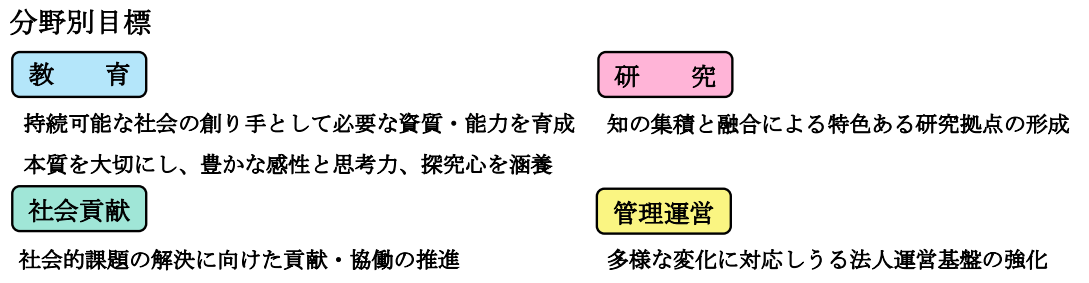 分野別目標
教　　育
持続可能な社会の創り手として必要な資質・能力を育成
本質を大切にし、豊かな感性と思考力、探究心を涵養
研　　究
知の集積と融合による特色ある研究拠点の形成
社会貢献
社会的課題の解決に向けた貢献・協働の推進
管理運営
多様な変化に対応しうる法人運営基盤の強化